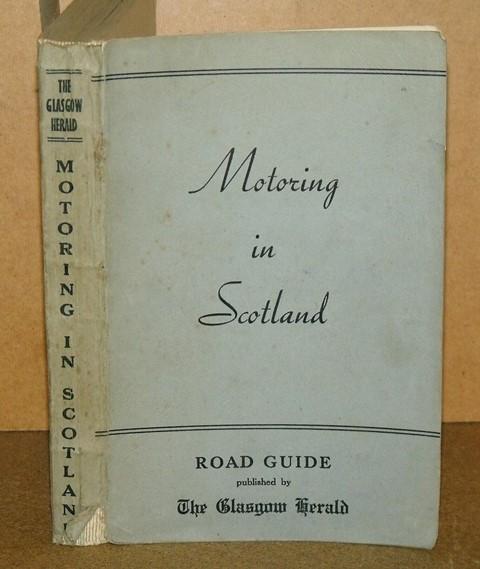 THE
GLASGOW
HERALD
MOTORING IN SCOTLAN
Motoring
in
Scotland
ROAD GUIDE
published by
The Glasgow Herald